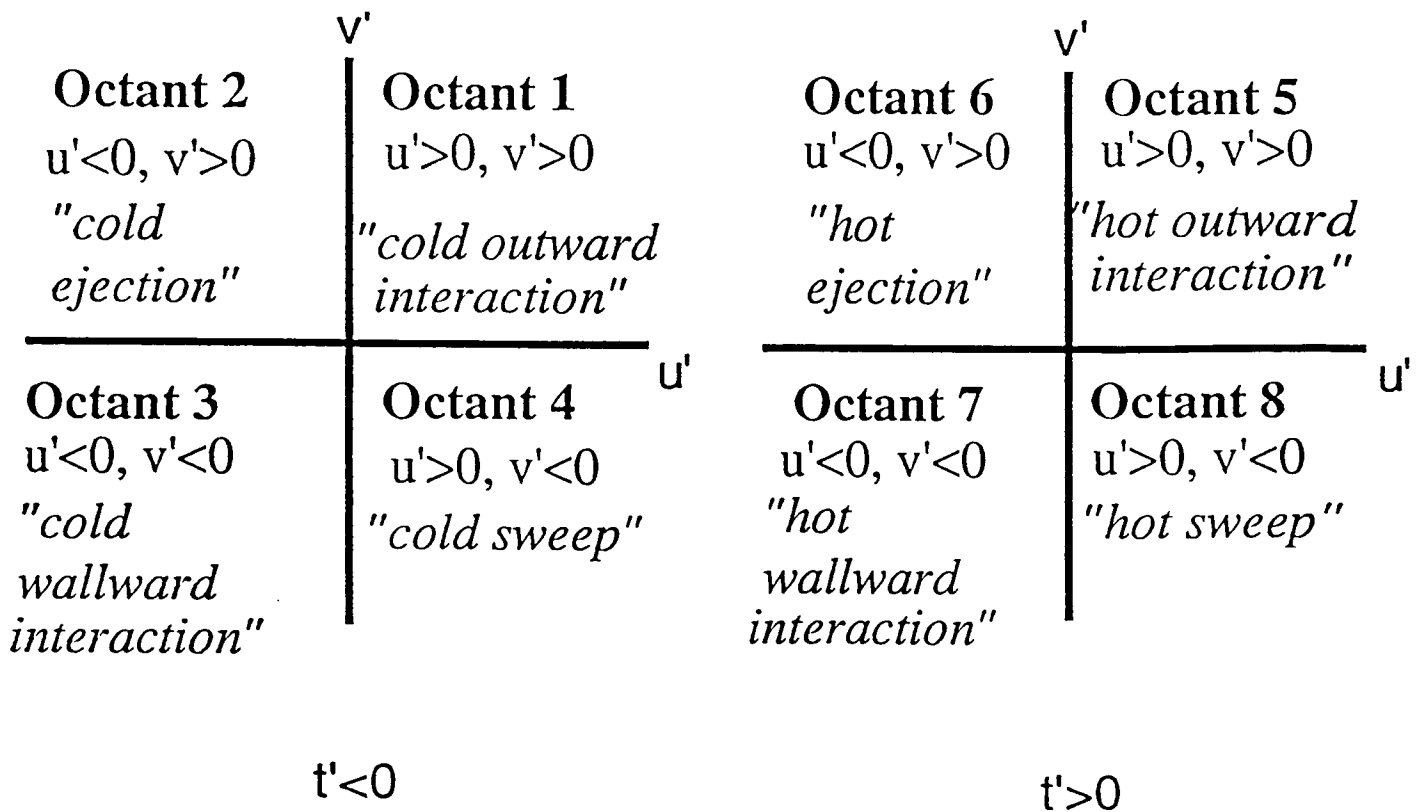 v'
Octant 2
u'<0, v'>0
"cold
ejection"
Octant 1
u'>0, v'>0
"cold outward
interaction"
u'
Octant 3
u'<0, v'<0
"cold
wallward
interaction"
Octant 4
u'>0, v'<0
"cold sweep"
t'<0
v'
Octant 6
u'<0, v'>0
"hot
ejection"
Octant 5
u'>0, v'>0
"hot outward
interaction"
u'
Octant 7
u'<0, v'<0
"hot
wallward
interaction"
Octant 8
u'>0, v'<0
"hot sweep"
t'>0